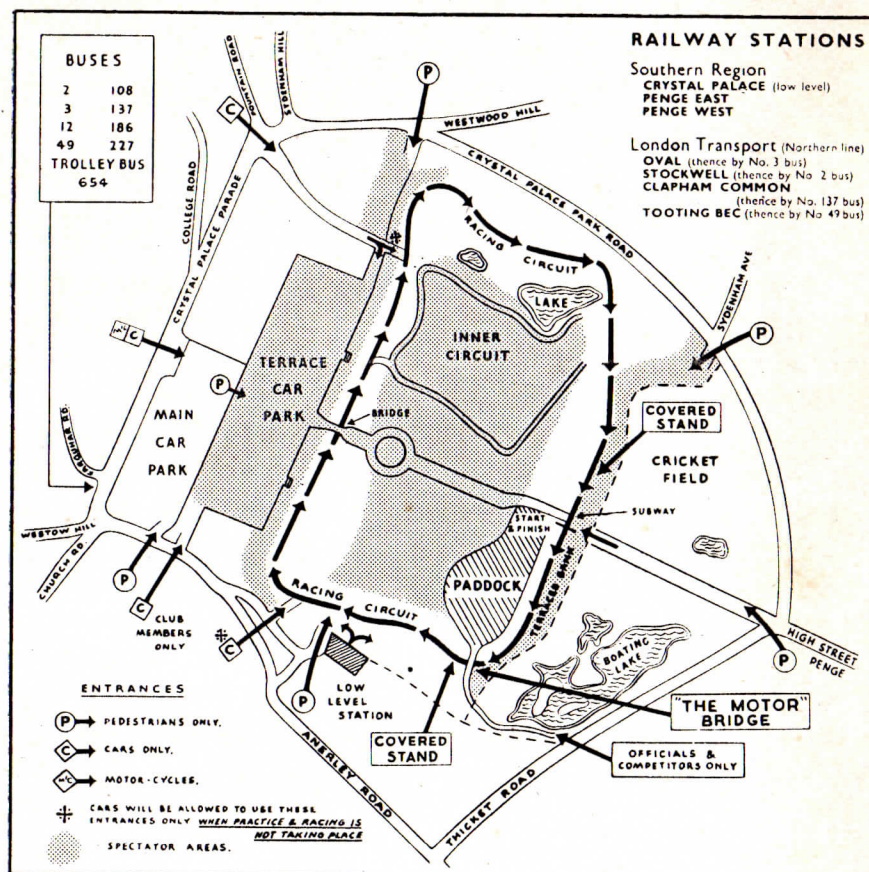 BUSES
2 108
3 137
12 186
49 227
TROLLEY BUS
654
RAILWAY STATIONS
Southern Region
CRYSTAL PALACE (low level)
PENGE EAST
PENGE WEST
London Transport (Northern line)
OVAL (thence by No. 3 bus)
STOCKWELL (thence by No 2 bus)
CLAPHAM COMMON
(thence by No. 137 bus)
TOOTING BEC (thence by No 49 bus)
FOUNTAIN ROAD
SYDENHAM HILL
P
C
WESTWOOD HILL
CRYSTAL PALACE PARK ROAD
COLLEGE ROAD
CRYSTAL PALACE PARADE
RACING CIRCUIT
LAKE
SYDENHAM AVE
P
INNER
CIRCUIT
M/C C
TERRACE
CAR
PARK
P
COVERED
STAND
MAIN
CAR
PARK
BRIDGE
CRICKET
FIELD
FARQUHAR RD.
SUBWAY
START
& FINISH
WESTOW HILL
CHURCH RD.
P
PADDOCK
TERRACED BANK
C
CLUB
MEMBERS
ONLY
C
RACING CIRCUIT
P
HIGH STREET
PENGE
BOATING
LAKE
P
LOW
LEVEL
STATION
"THE MOTOR"
BRIDGE
COVERED
STAND
OFFICIALS &
COMPETITORS ONLY
ANERLEY ROAD
THICKET ROAD
ENTRANCES
P PEDESTRIANS ONLY.
C CARS ONLY.
M/C MOTOR-CYCLES.
CARS WILL BE ALLOWED TO USE THESE
ENTRANCES ONLY WHEN PRACTICE & RACING IS
NOT TAKING PLACE
SPECTATOR AREAS.